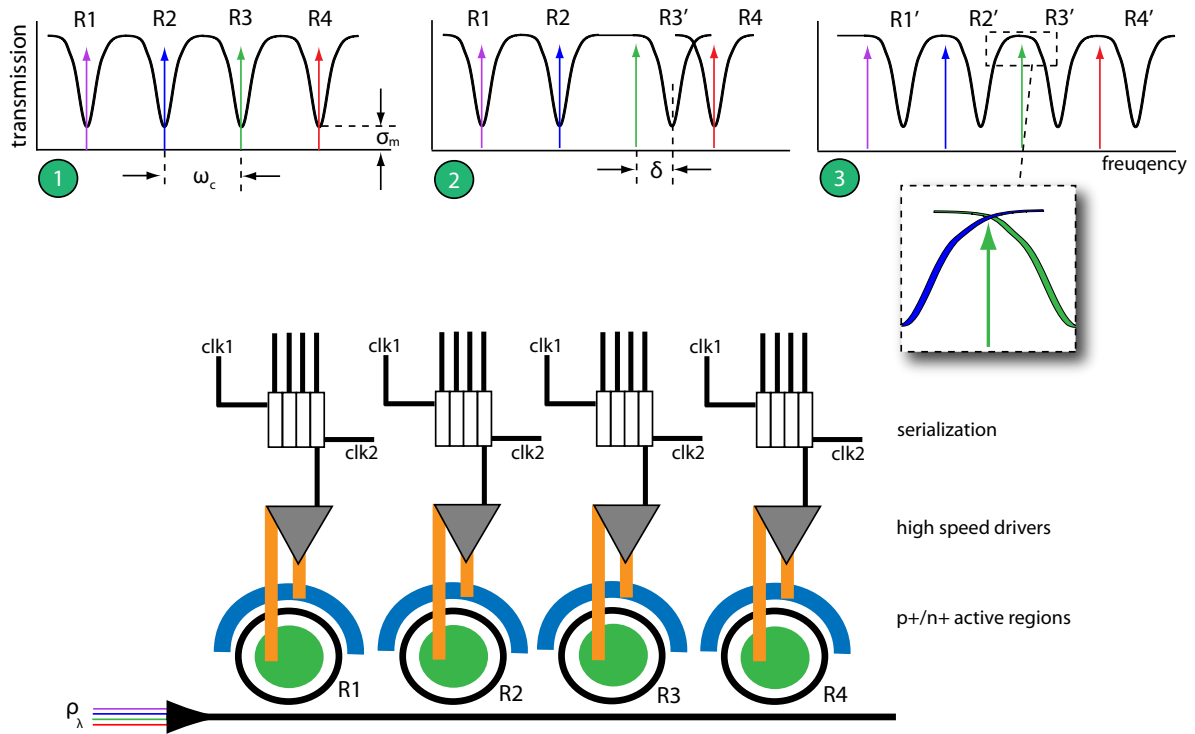 R1 R2 R3 R4
transmission
σm
ωc
1
R1 R2 R3’ R4
δ
2
R1’ R2’ R3’ R4’
freuqency
3
clk1 clk1 clk1 clk1
clk2 clk2 clk2 clk2
serialization
high speed drivers
p+/n+ active regions
R1 R2 R3 R4
ρλ